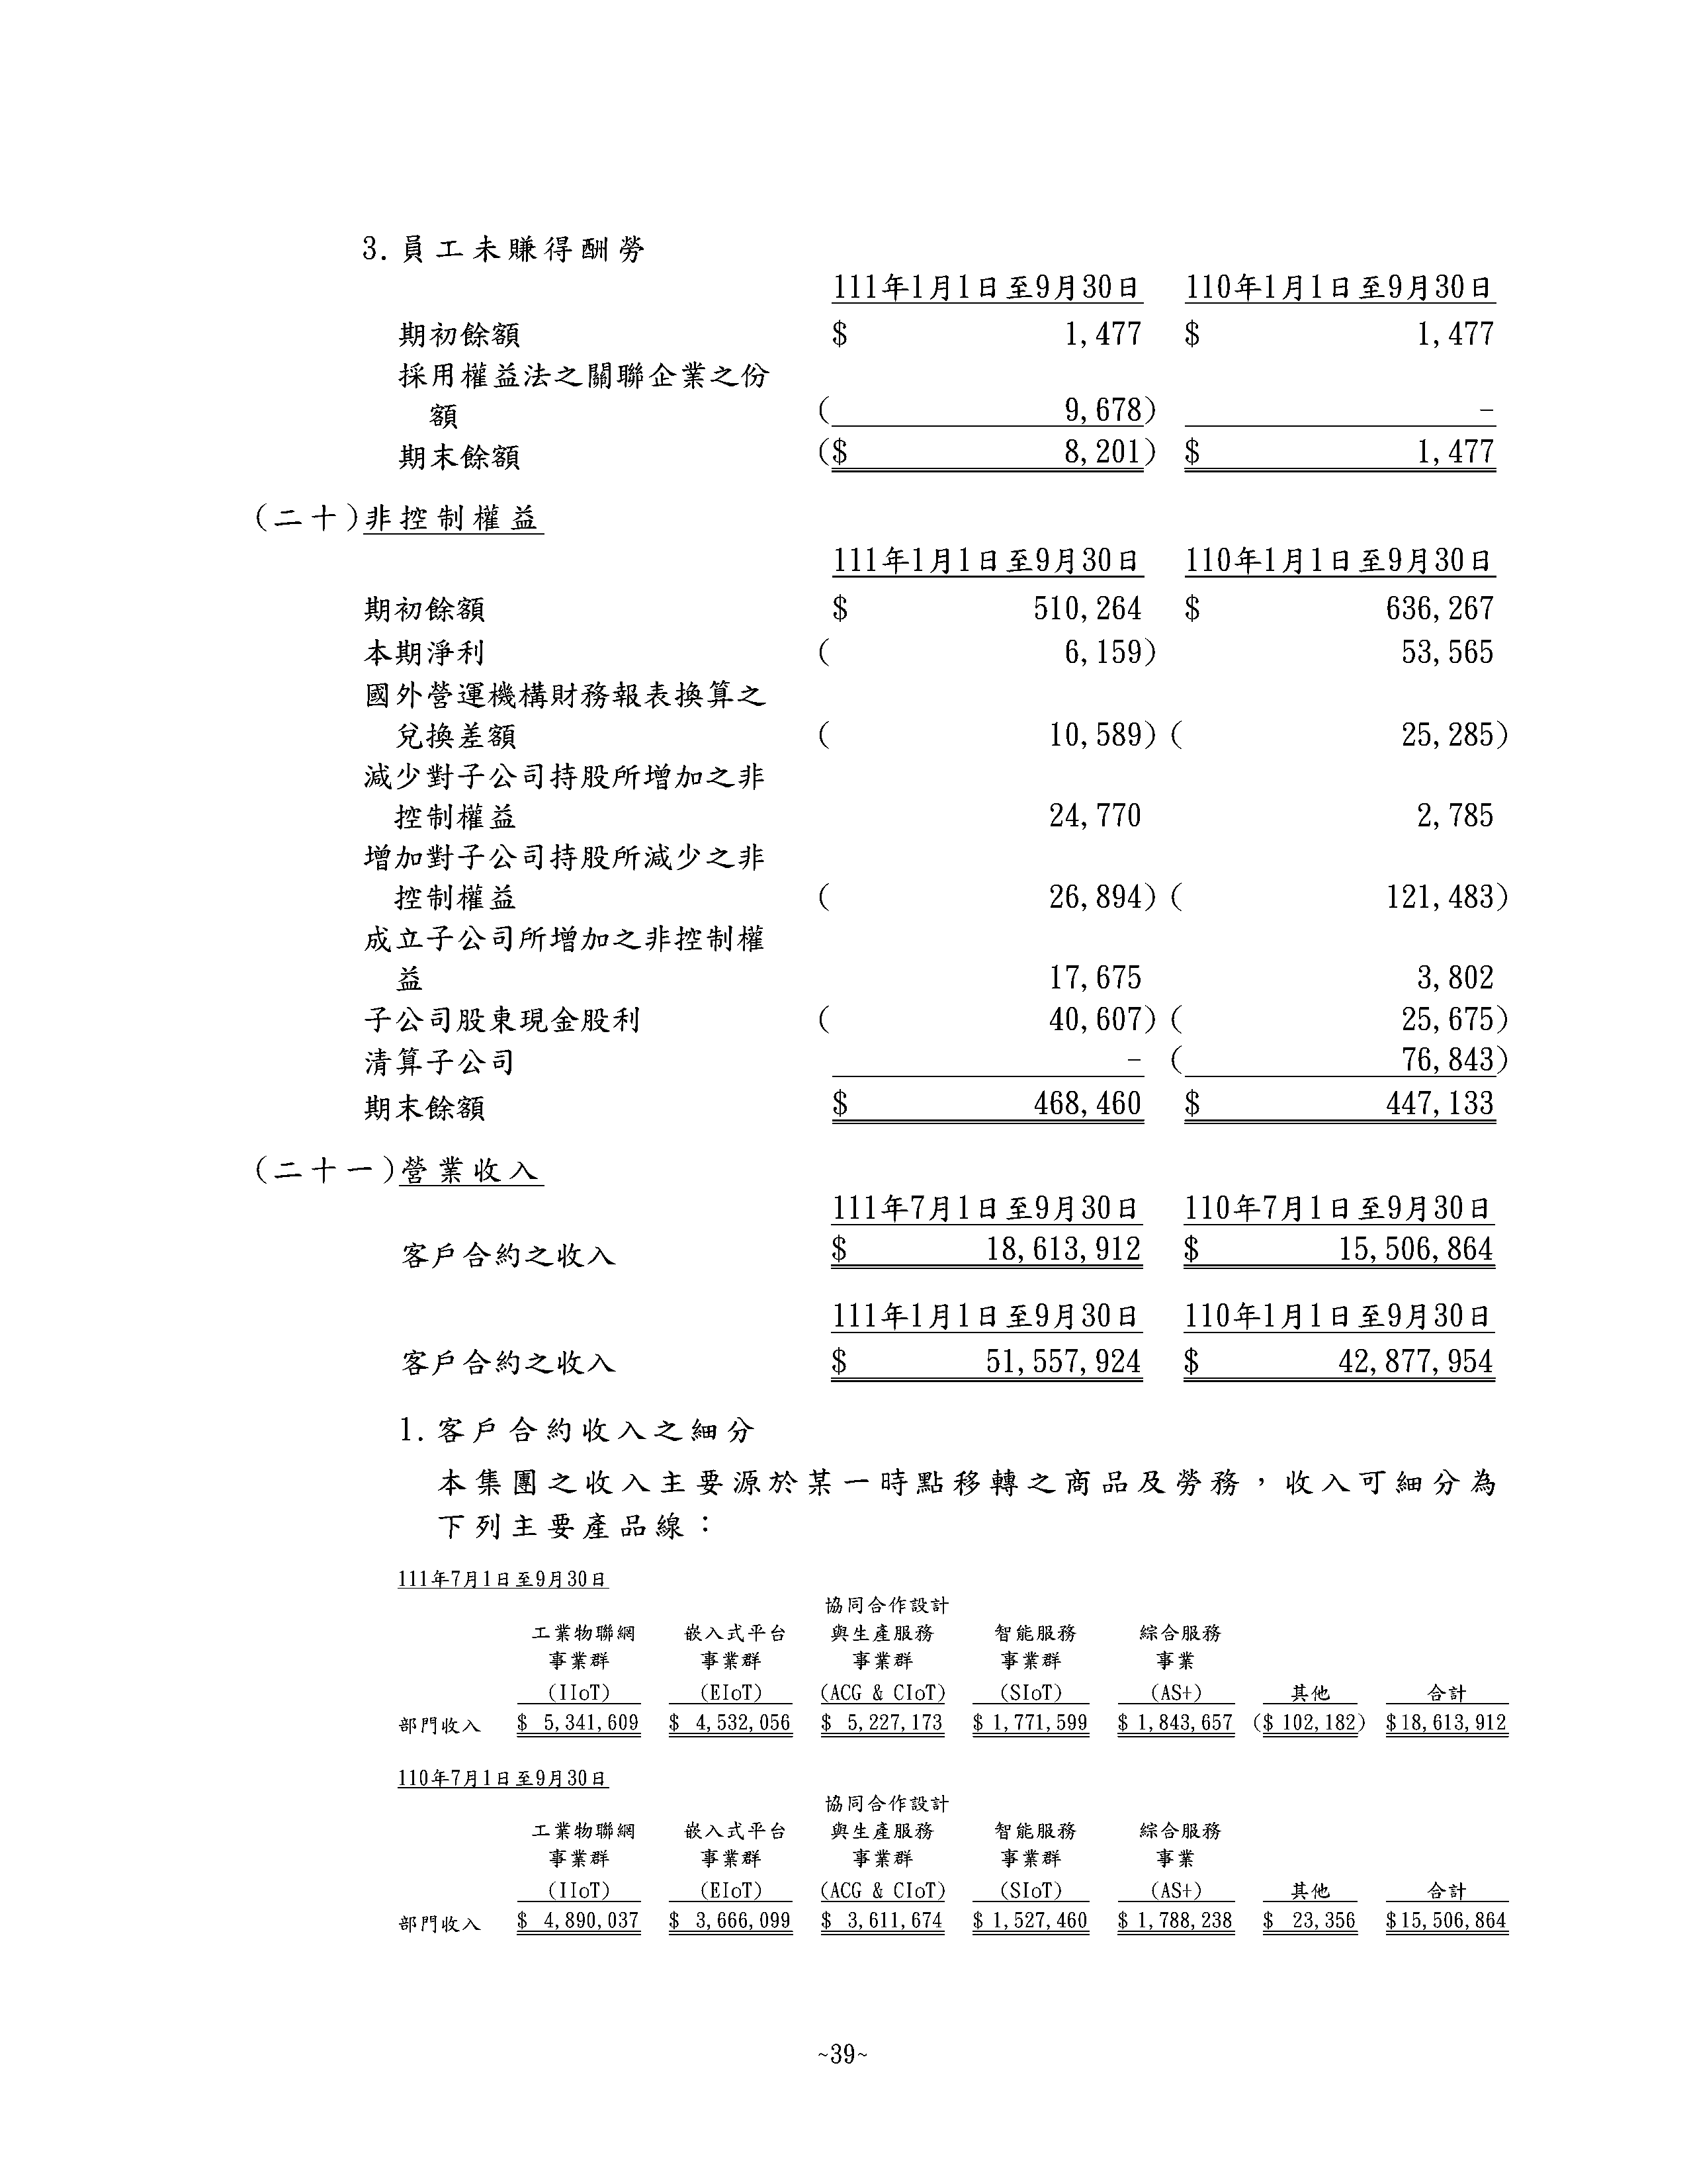 3.員工未賺得酬勞
111年1月1日至9月30日 110年1月1日至9月30日
期初餘額 $ 1,477 $ 1,477
採用權益法之關聯企業之份
額 ( 9,678) -
期末餘額 ($ 8,201) $ 1,477
(二十)非控制權益
111年1月1日至9月30日 110年1月1日至9月30日
期初餘額 $ 510,264 $ 636,267
本期淨利 ( 6,159) 53,565
國外營運機構財務報表換算之
兌換差額 ( 10,589) ( 25,285)
減少對子公司持股所增加之非
控制權益 24,770 2,785
增加對子公司持股所減少之非
控制權益 ( 26,894) ( 121,483)
成立子公司所增加之非控制權
益 17,675 3,802
子公司股東現金股利 ( 40,607) ( 25,675)
清算子公司 - ( 76,843)
期末餘額 $ 468,460 $ 447,133
(二十一)營業收入
111年7月1日至9月30日 110年7月1日至9月30日
客戶合約之收入 $ 18,613,912 $ 15,506,864
111年1月1日至9月30日 110年1月1日至9月30日
客戶合約之收入 $ 51,557,924 $ 42,877,954
1.客戶合約收入之細分
本集團之收入主要源於某一時點移轉之商品及勞務，收入可細分為
下列主要產品線：
111年7月1日至9月30日
協同合作設計
工業物聯網 嵌入式平台 與生產服務 智能服務 綜合服務
事業群 事業群 事業群 事業群 事業
(IIoT) (EIoT) (ACG & CIoT) (SIoT) (AS+) 其他 合計
部門收入 $ 5,341,609 $ 4,532,056 $ 5,227,173 $ 1,771,599 $ 1,843,657 ($ 102,182) $18,613,912
110年7月1日至9月30日
協同合作設計
工業物聯網 嵌入式平台 與生產服務 智能服務 綜合服務
事業群 事業群 事業群 事業群 事業
(IIoT) (EIoT) (ACG & CIoT) (SIoT) (AS+) 其他 合計
部門收入 $ 4,890,037 $ 3,666,099 $ 3,611,674 $ 1,527,460 $ 1,788,238 $ 23,356 $15,506,864
~39~